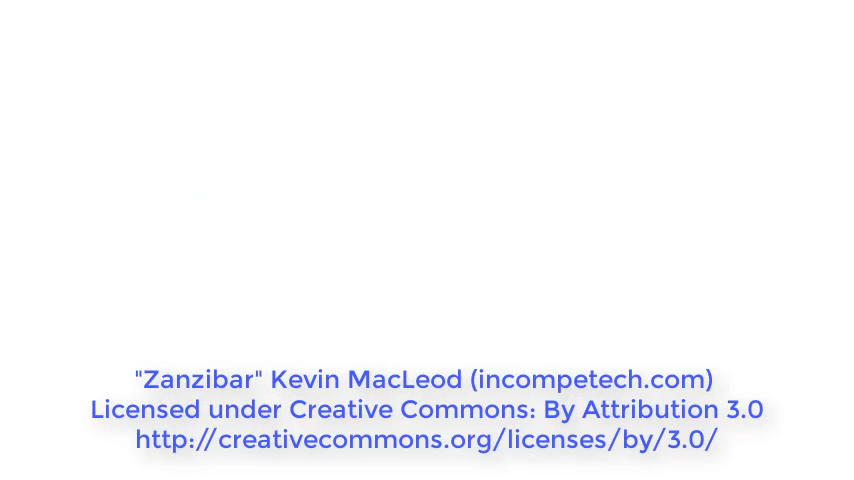 "Zanzibar" Kevin MacLeod (incompetech.com)
Licensed under Creative Commons: By Attribution 3.0
http://creativecommons.org/licenses/by/3.0/